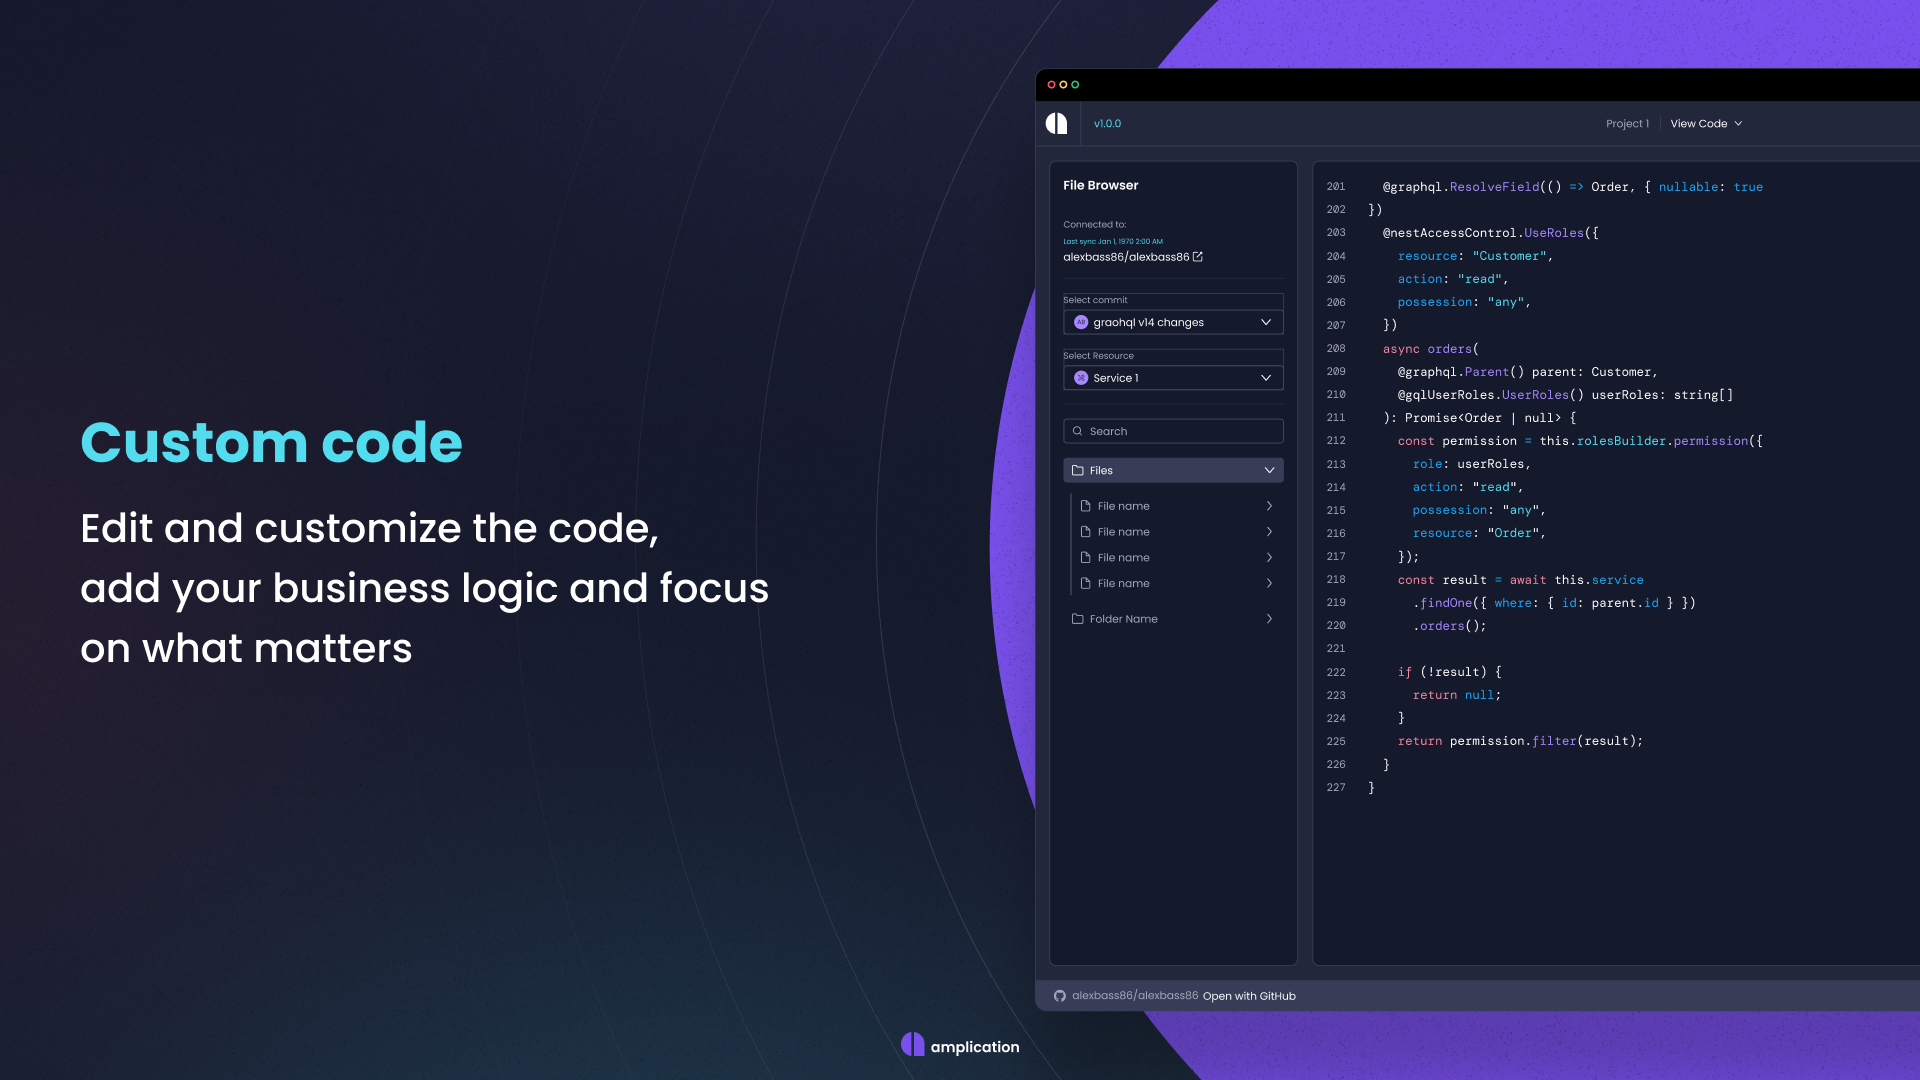 Custom code
Edit and customize the code,
add your business logic and focus
on what matters
v1.0.0
Project 1
View Code
File Browser
Connected to:
Last sync Jan 1, 1970 2:00 AM
alexbass86/alexbass86
Select commit
AB
graohql v14 changes
Select Resource
Service 1
Search
Files
File name
File name
File name
File name
Folder Name
201 @graphql.ResolveField(() => Order, { nullable: true
202 })
203 @nestAccessControl.UseRoles({
204 resource: "Customer",
205 action: "read",
206 possession: "any",
207 })
208 async orders(
209 @graphql.Parent() parent: Customer,
210 @gqlUserRoles.UserRoles() userRoles: string[]
211 ): Promise<Order | null> {
212 const permission = this.rolesBuilder.permission({
213 role: userRoles,
214 action: "read",
215 possession: "any",
216 resource: "Order",
217 });
218 const result = await this.service
219 .findOne({ where: { id: parent.id } })
220 .orders();
221
222 if (!result) {
223 return null;
224 }
225 return permission.filter(result);
226 }
227 }
alexbass86/alexbass86 Open with GitHub
amplication